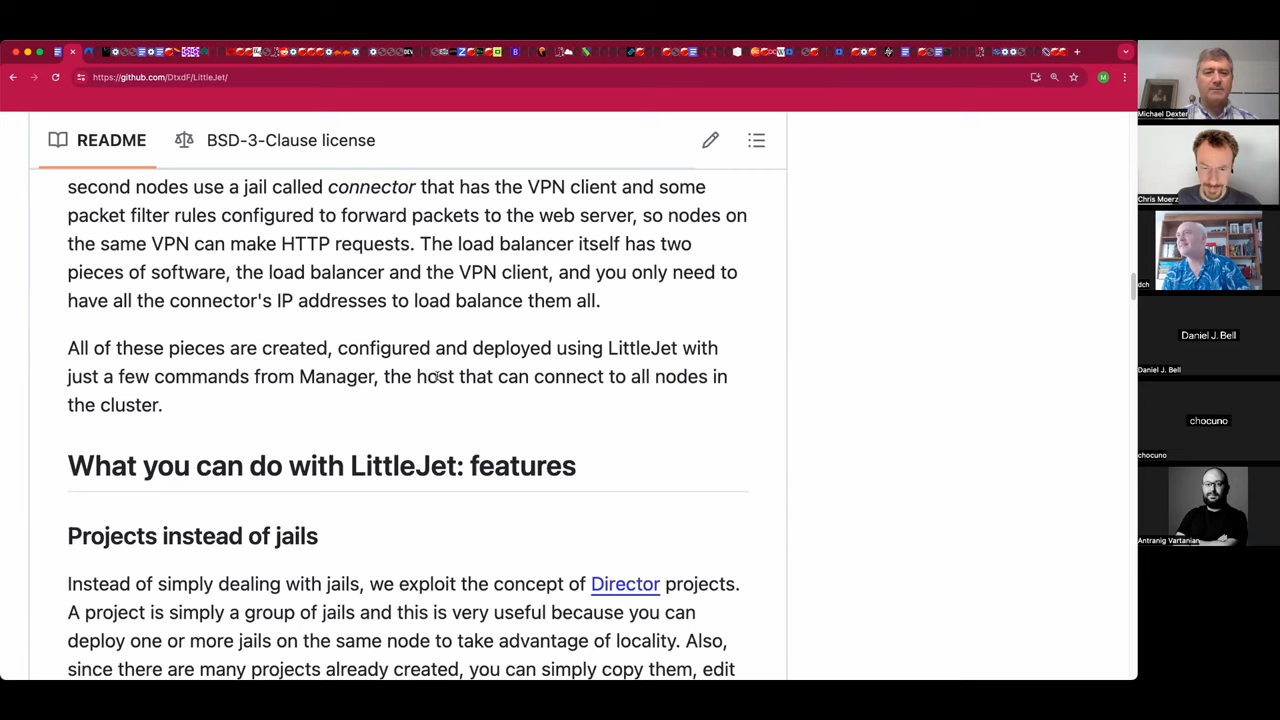 https://github.com/DtxdF/LittleJet/
M
README
BSD-3-Clause license
second nodes use a jail called connector that has the VPN client and some
packet filter rules configured to forward packets to the web server, so nodes on
the same VPN can make HTTP requests. The load balancer itself has two
pieces of software, the load balancer and the VPN client, and you only need to
have all the connector's IP addresses to load balance them all.
All of these pieces are created, configured and deployed using LittleJet with
just a few commands from Manager, the host that can connect to all nodes in
the cluster.
What you can do with LittleJet: features
Projects instead of jails
Instead of simply dealing with jails, we exploit the concept of Director projects.
A project is simply a group of jails and this is very useful because you can
deploy one or more jails on the same node to take advantage of locality. Also,
since there are many projects already created, you can simply copy them, edit
Michael Dexter
Chris Moerz
dch
Daniel J. Bell
Daniel J. Bell
chocuno
chocuno
Antranig Vartanian